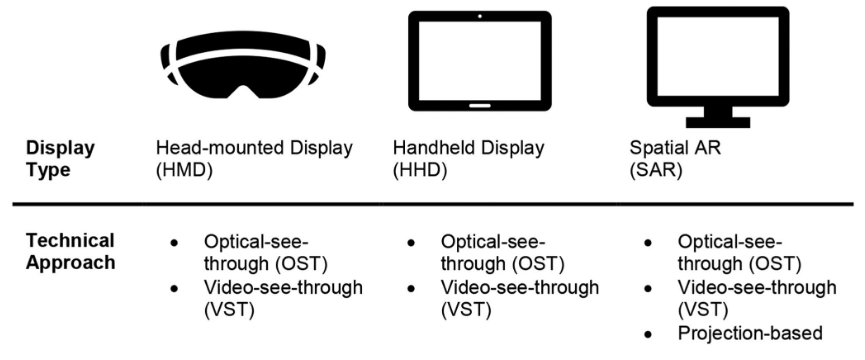 Display
Type
Head-mounted Display
(HMD)
Handheld Display
(HHD)
Spatial AR
(SAR)
Technical
Approach
• Optical-see-
through (OST)
• Video-see-through
(VST)
• Optical-see-
through (OST)
• Video-see-through
(VST)
• Optical-see-
through (OST)
• Video-see-through
(VST)
• Projection-based